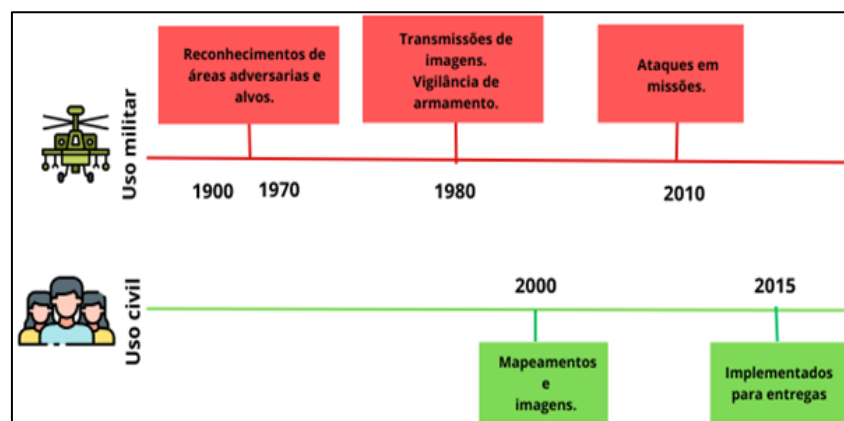 Reconhecimentos de
áreas adversarias e
alvos.
Transmissões de
imagens.
Vigilância de
armamento.
Ataques em
missões.
Uso militar
1900
1970
1980
2010
Uso civil
2000
2015
Mapeamentos
e
imagens.
Implementados
para entregas